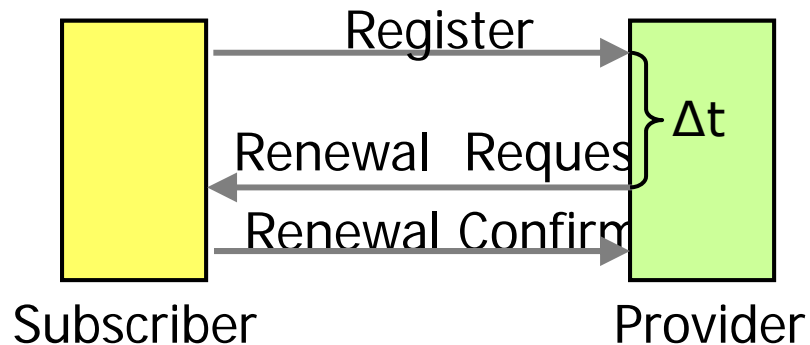 Register
Δt
Renewal Reques
Renewal Confirm
Subscriber
Provider